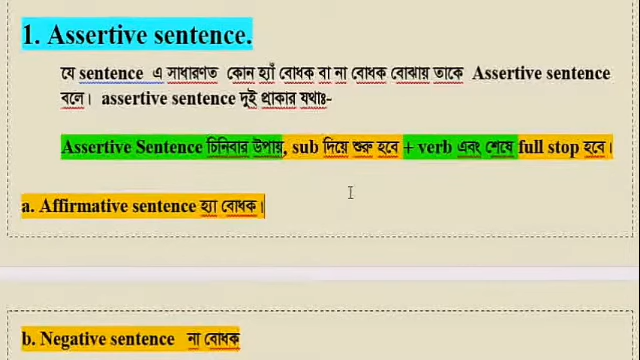 1. Assertive sentence.
যে sentence এ সাধারণত কোন হ্যাঁ বোধক বা না বোধক বোঝায় তাকে Assertive sentence
বলে। assertive sentence দুই প্রাকার যথাঃ-
Assertive Sentence চিনিবার উপায়, sub দিয়ে শুরু হবে + verb এবং শেষে full stop হবে।
a. Affirmative sentence হ্যা বোধক।
b. Negative sentence না বোধক